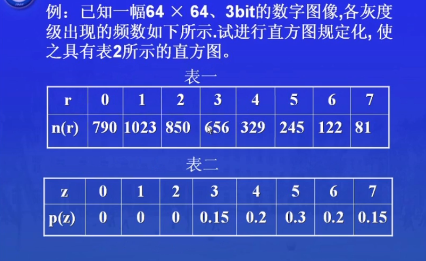 例：已知一幅64 × 64、3bit的数字图像,各灰度
级出现的频数如下所示.试进行直方图规定化, 使
之具有表2所示的直方图。
表一
r 0 1 2 3 4 5 6 7
n(r) 790 1023 850 656 329 245 122 81
表二
z 0 1 2 3 4 5 6 7
p(z) 0 0 0 0.15 0.2 0.3 0.2 0.15